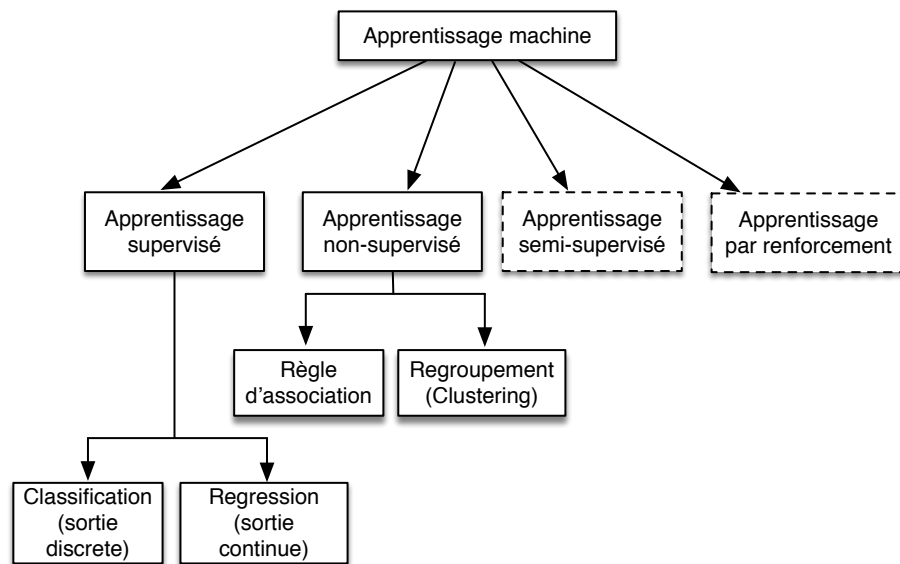 Apprentissage machine
Apprentissage
supervisé
Apprentissage
non-supervisé
Apprentissage
semi-supervisé
Apprentissage
par renforcement
Règle
d'association
Regroupement
(Clustering)
Classification
(sortie
discrete)
Regression
(sortie
continue)